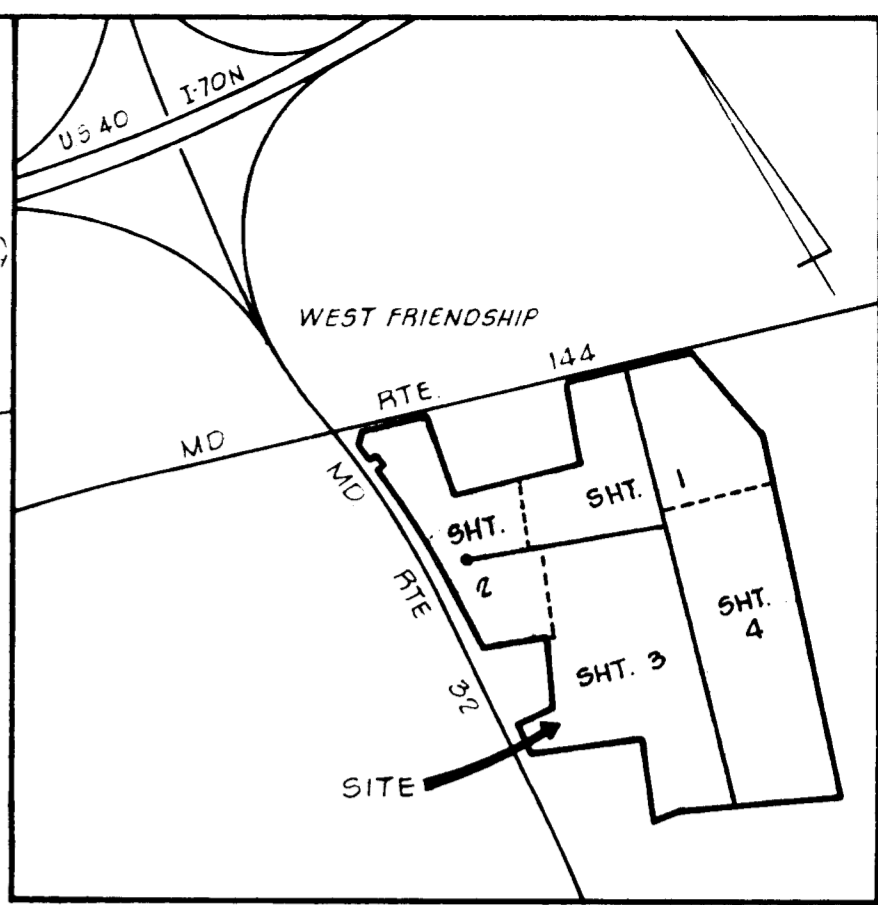 US 40 I-70N
WEST FRIENDSHIP
MD RTE. 144
MD. RTE 32
SHT. 1
SHT. 2
SHT. 3
SHT. 4
SITE